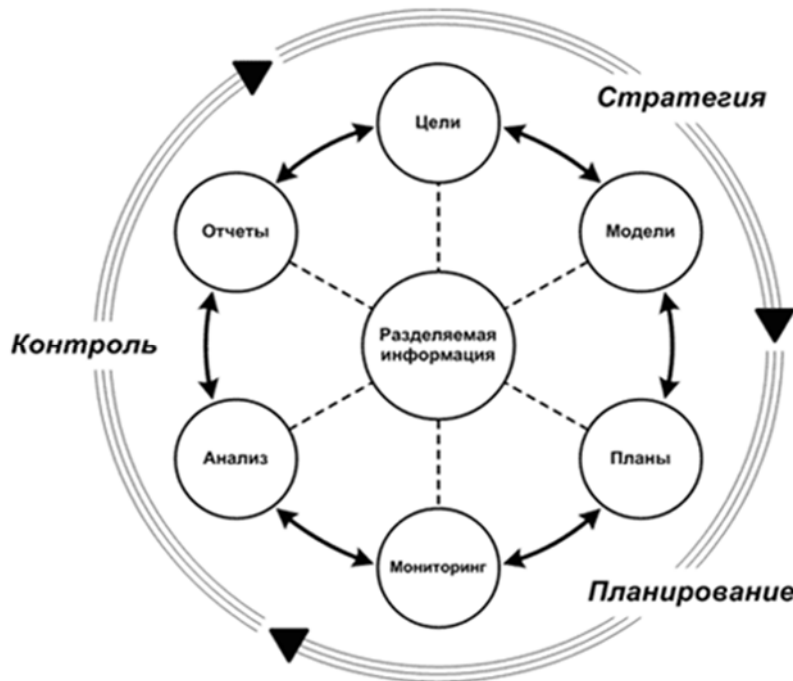 Стратегия
Цели
Отчеты
Модели
Контроль
Разделяемая
информация
Анализ
Планы
Мониторинг
Планирование